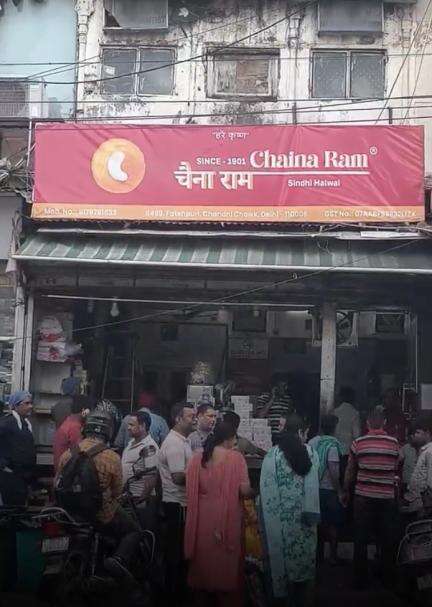 "हरे कृष्ण"
SINCE - 1901 Chaina Ram®
चैना राम Sindhi Halwai
6499, Fatehpuri, Chandni Chowk, Delhi - 110006
चैना राम